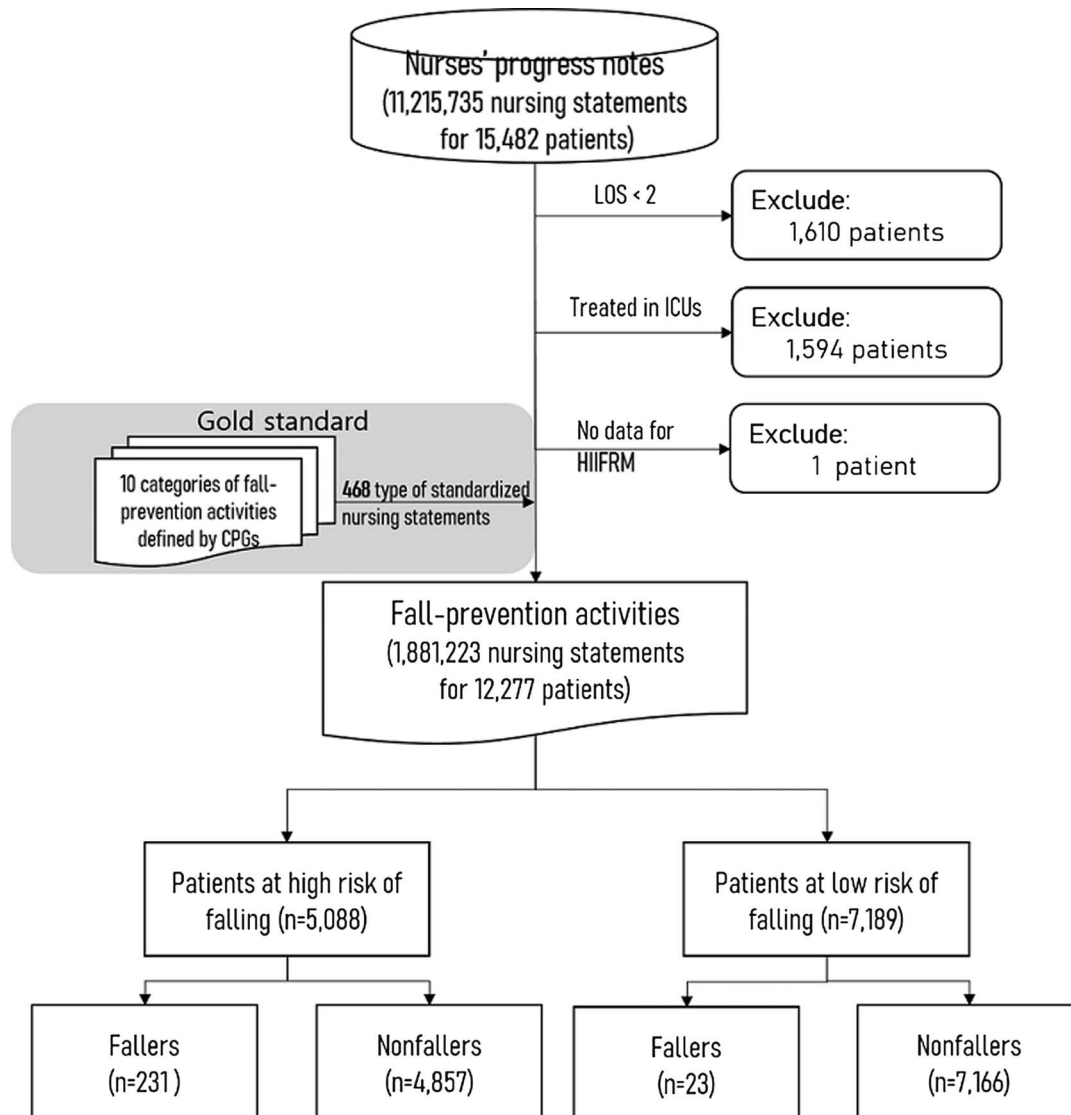 Nurses' progress notes
(11,215,735 nursing statements
for 15,482 patients)
LOS < 2
Exclude:
1,610 patients
Treated in ICUs
Exclude:
1,594 patients
No data for
HIIFRM
Exclude:
1 patient
Gold standard
10 categories of fall-
prevention activities
defined by CPGs
468 type of standardized
nursing statements
Fall-prevention activities
(1,881,223 nursing statements
for 12,277 patients)
Patients at high risk of
falling (n=5,088)
Patients at low risk of
falling (n=7,189)
Fallers
(n=231 )
Nonfallers
(n=4,857)
Fallers
(n=23)
Nonfallers
(n=7,166)